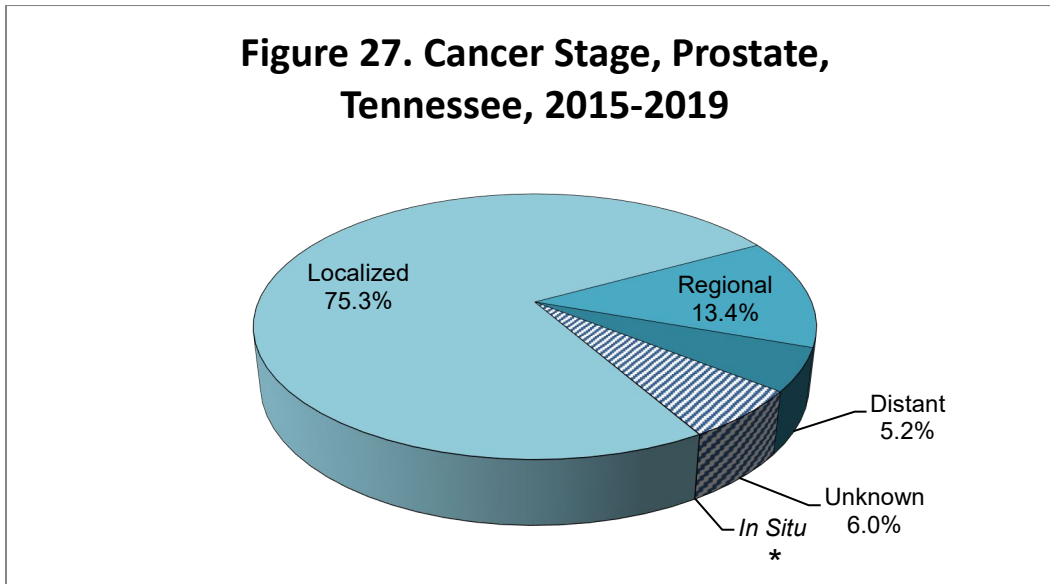 Figure 27. Cancer Stage, Prostate,
Tennessee, 2015-2019
Localized
75.3%
Regional
13.4%
Distant
5.2%
Unknown
6.0%
In Situ
*